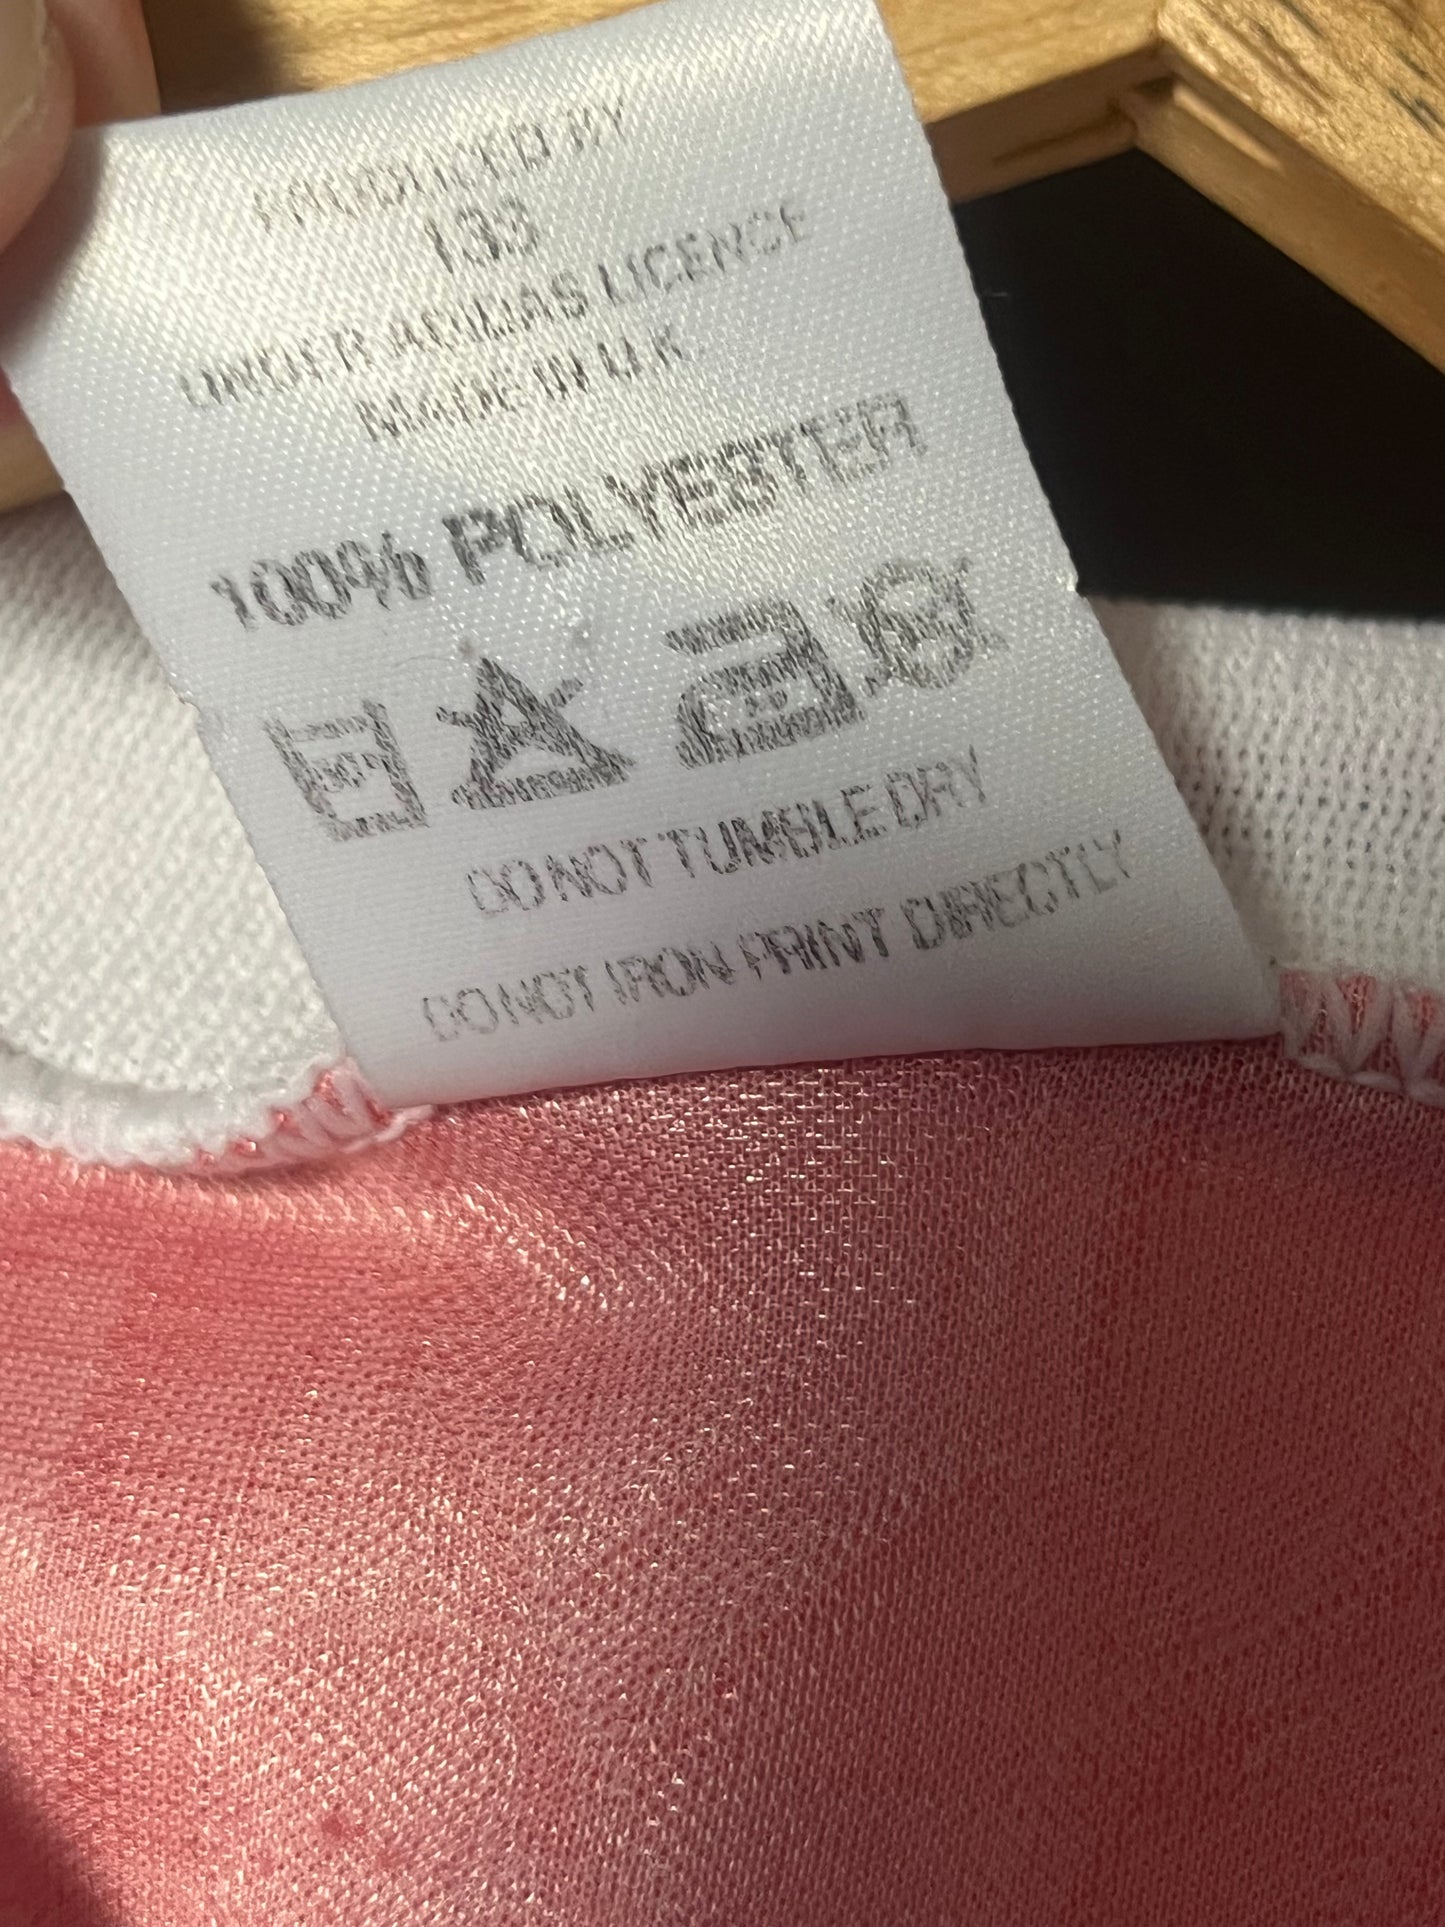 PRODUCED BY
133
UNDER ADIDAS LICENCE
MADE IN U.K
100% POLYESTER
DO NOT TUMBLE DRY
DO NOT IRON PRINT DIRECTLY